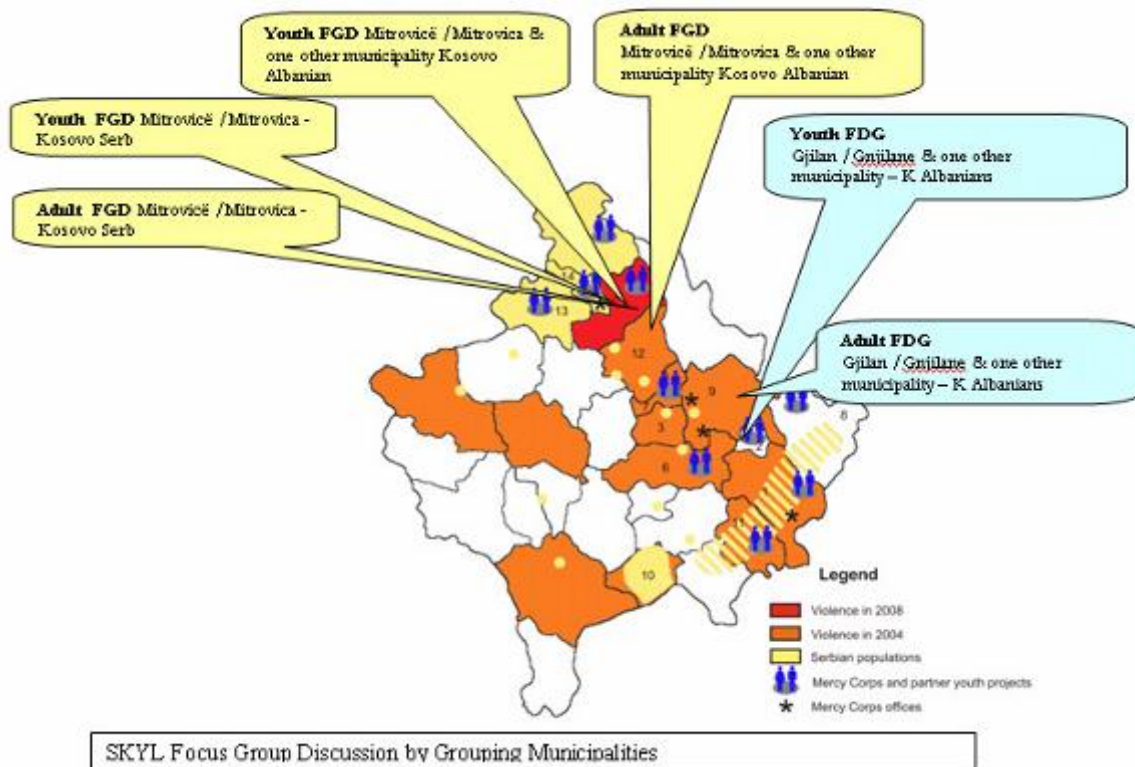 Youth FGD Mitrovicë /Mitrovica &
one other municipality Kosovo
Albanian
Adult FGD
Mitrovicë /Mitrovica & one other
municipality Kosovo Albanian
Youth FGD Mitrovicë /Mitrovica -
Kosovo Serb
Youth FDG
Gjilan /Gnjilane & one other
municipality – K Albanians
Adult FGD Mitrovicë /Mitrovica -
Kosovo Serb
Adult FDG
Gjilan /Gnjilane & one other
municipality – K Albanians
14
13
12
9
8
3
2
6
10
Legend
Violence in 2008
Violence in 2004
Serbian populations
Mercy Corps and partner youth projects
* Mercy Corps offices
SKYL Focus Group Discussion by Grouping Municipalities